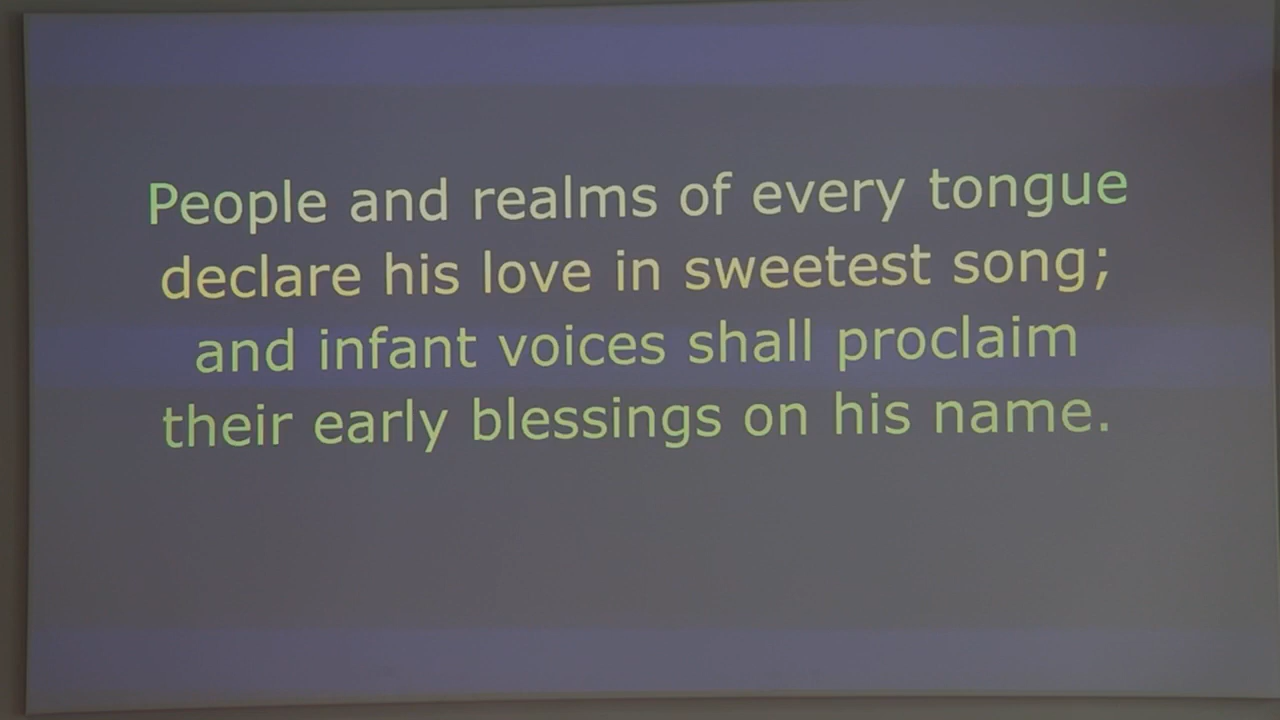 People and realms of every tongue
declare his love in sweetest song;
and infant voices shall proclaim
their early blessings on his name.